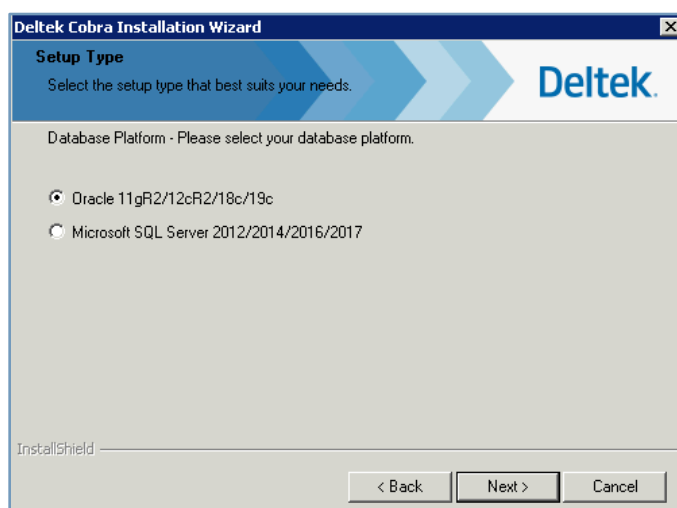 Deltek Cobra Installation Wizard
Setup Type
Select the setup type that best suits your needs.
Deltek.
Database Platform - Please select your database platform.
Oracle 11gR2/12cR2/18c/19c
Microsoft SQL Server 2012/2014/2016/2017
InstallShield
< Back
Next >
Cancel